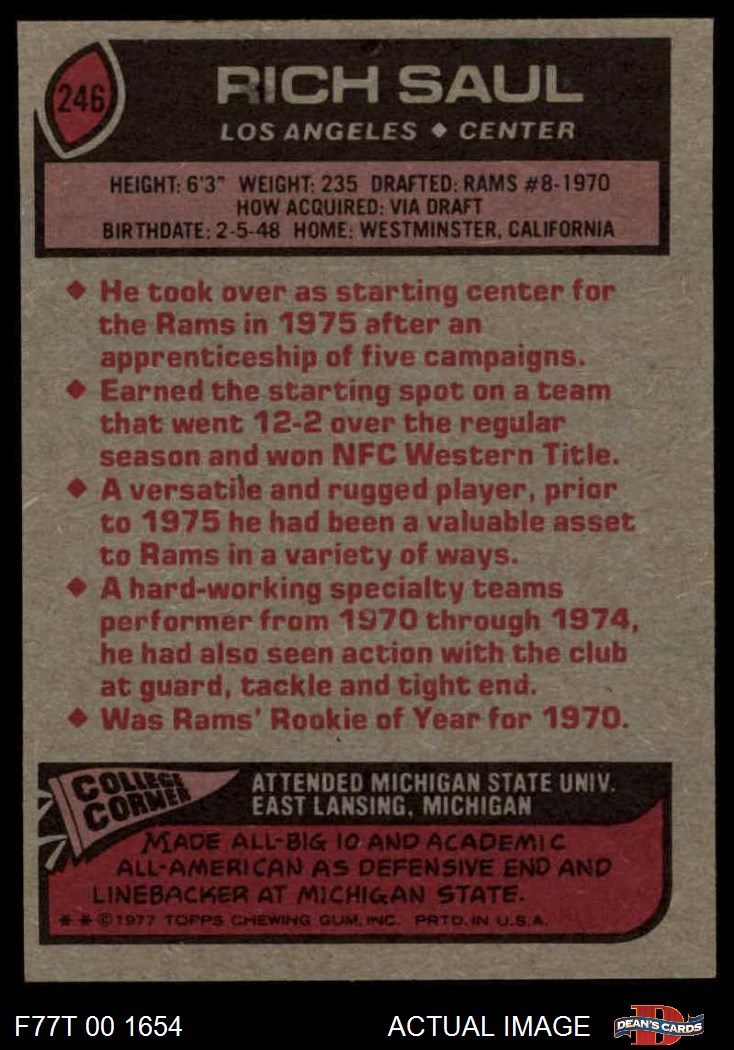 246
RICH SAUL
LOS ANGELES ◆ CENTER
HEIGHT: 6'3" WEIGHT: 235 DRAFTED: RAMS #8-1970
HOW ACQUIRED: VIA DRAFT
BIRTHDATE: 2-5-48 HOME: WESTMINSTER, CALIFORNIA
◆ He took over as starting center for
the Rams in 1975 after an
apprenticeship of five campaigns.
◆ Earned the starting spot on a team
that went 12-2 over the regular
season and won NFC Western Title.
◆ A versatile and rugged player, prior
to 1975 he had been a valuable asset
to Rams in a variety of ways.
◆ A hard-working specialty teams
performer from 1970 through 1974,
he had also seen action with the club
at guard, tackle and tight end.
◆ Was Rams' Rookie of Year for 1970.
COLLEGE
CORNER
ATTENDED MICHIGAN STATE UNIV.
EAST LANSING, MICHIGAN
MADE ALL-BIG 10 AND ACADEMIC
ALL-AMERICAN AS DEFENSIVE END AND
LINEBACKER AT MICHIGAN STATE.
* * © 1977 TOPPS CHEWING GUM, INC. PRTD. IN U.S.A.
F77T 00 1654
ACTUAL IMAGE
D
DEAN'S CARDS